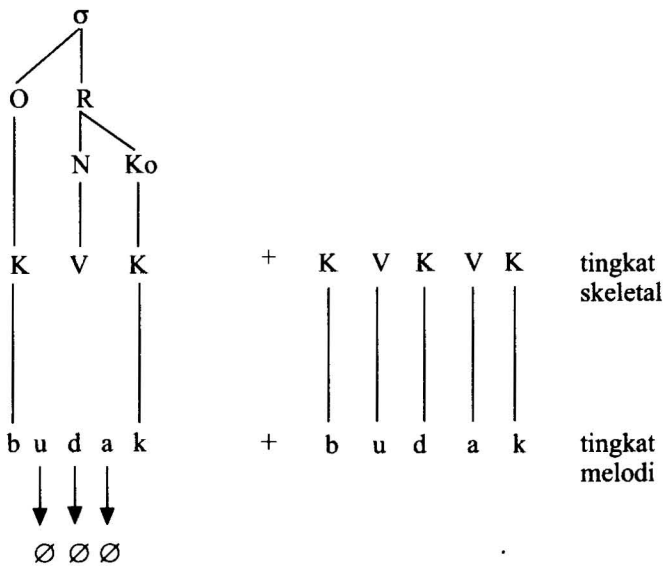 σ
O R
N Ko
K V K + K V K V K tingkat
skeletal
b u d a k + b u d a k tingkat
melodi
∅ ∅ ∅